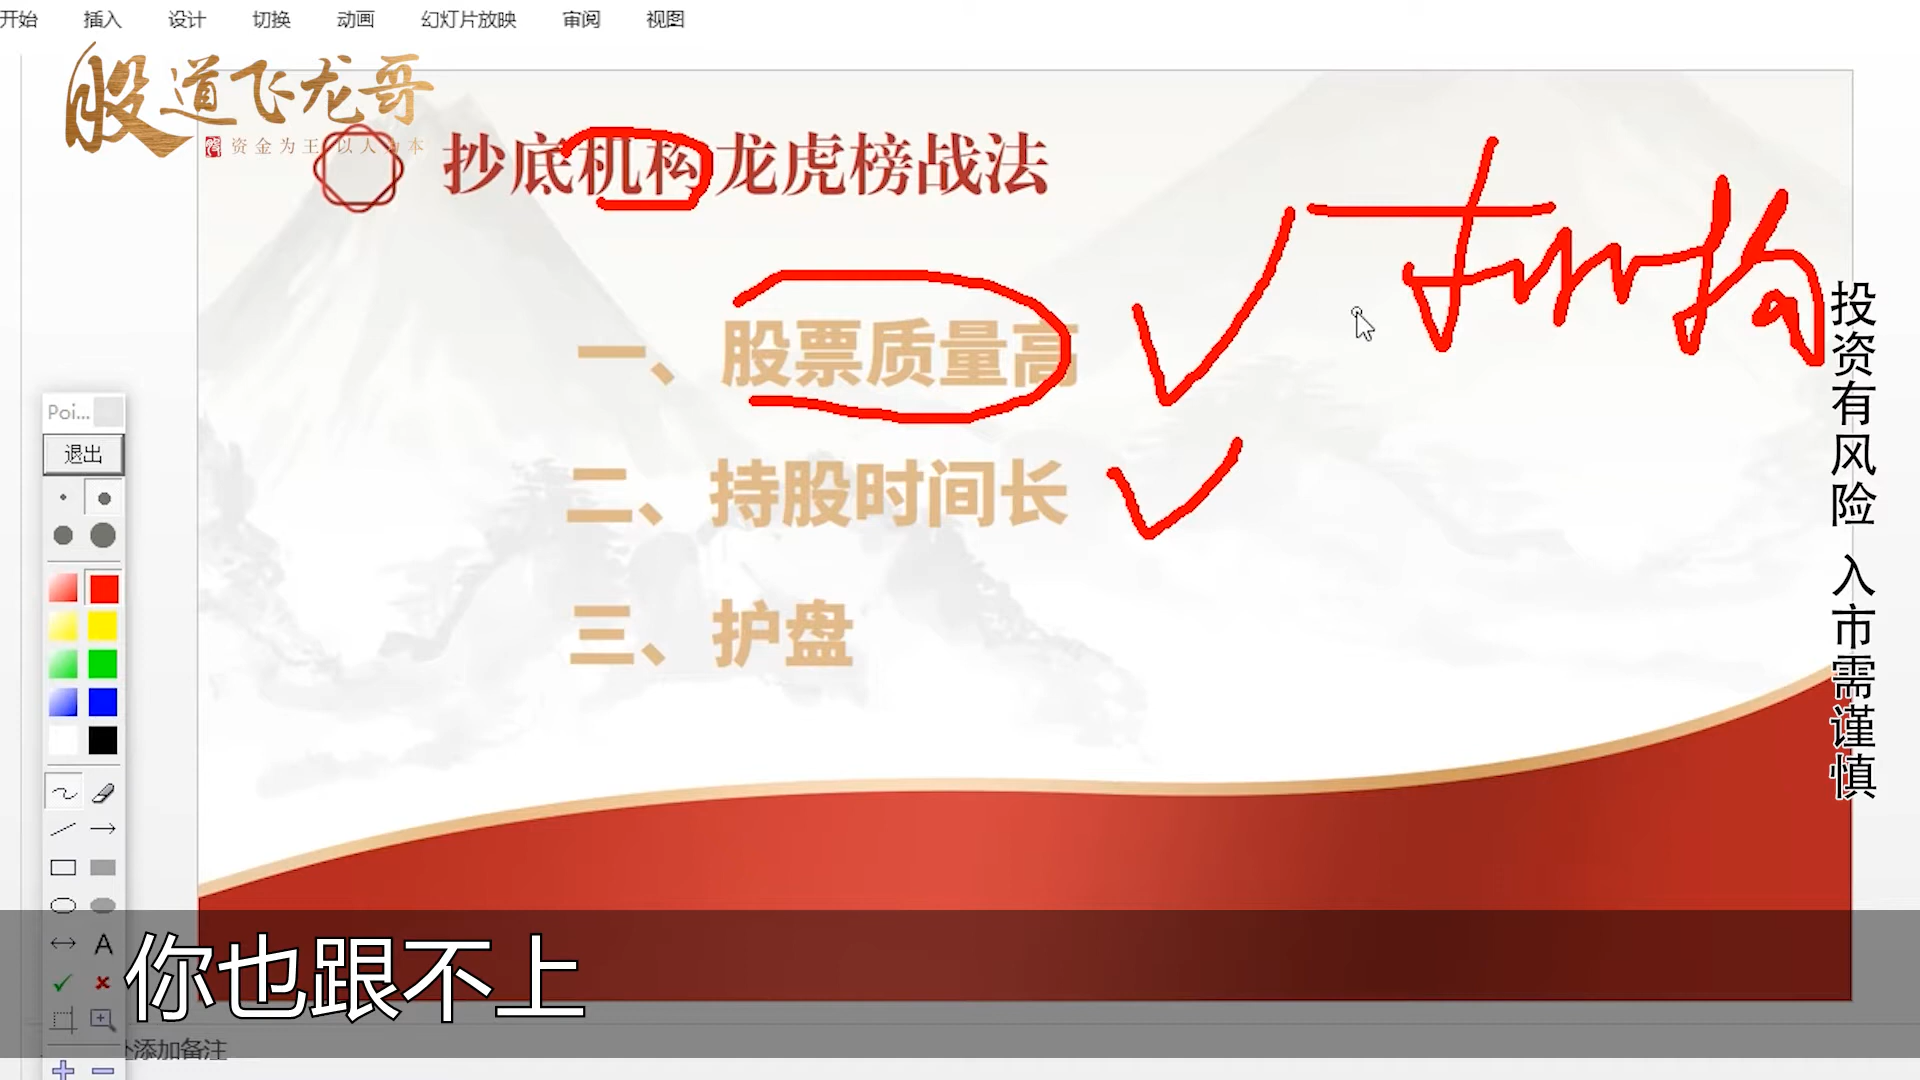 开始 插入 设计 切换 动画 幻灯片放映 审阅 视图
股道飞龙哥
资金为王 以人为本
抄底机构龙虎榜战法
机构
一、股票质量高
二、持股时间长
三、护盘
投资有风险 入市需谨慎
Poi...
退出
A
你也跟不上
添加备注